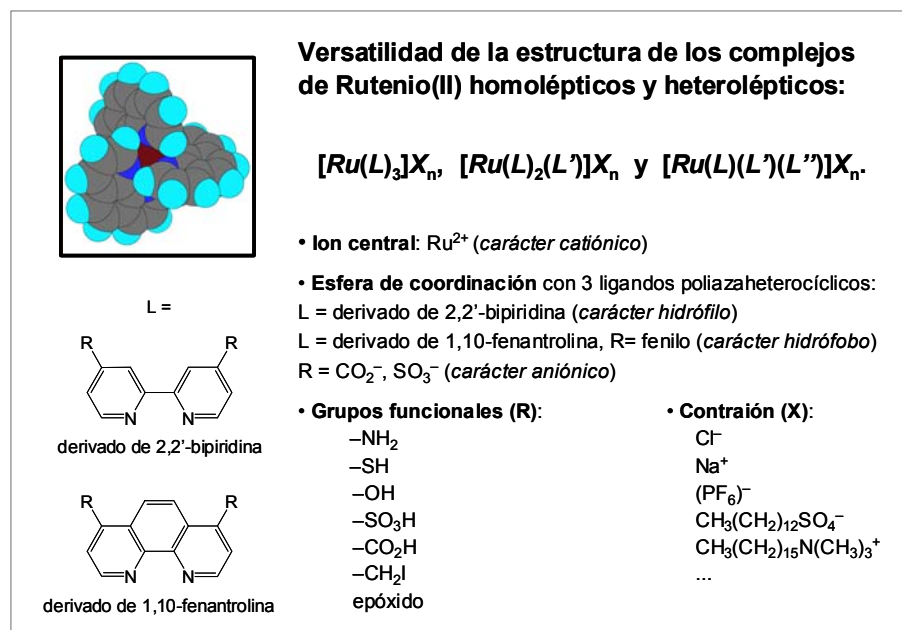 Versatilidad de la estructura de los complejos
de Rutenio(II) homolépticos y heterolépticos:
[Ru(L)₃]Xₙ, [Ru(L)₂(L’)]Xₙ y [Ru(L)(L’)(L’’)]Xₙ.
• Ion central: Ru²⁺ (carácter catiónico)
• Esfera de coordinación con 3 ligandos poliazaheterocíclicos:
L = derivado de 2,2’-bipiridina (carácter hidrófilo)
L = derivado de 1,10-fenantrolina, R= fenilo (carácter hidrófobo)
R = CO₂⁻, SO₃⁻ (carácter aniónico)
• Grupos funcionales (R):
–NH₂
–SH
–OH
–SO₃H
–CO₂H
–CH₂I
epóxido
• Contraión (X):
Cl⁻
Na⁺
(PF₆)⁻
CH₃(CH₂)₁₂SO₄⁻
CH₃(CH₂)₁₅N(CH₃)₃⁺
...
L =
R R
N N
derivado de 2,2’-bipiridina
R R
N N
derivado de 1,10-fenantrolina